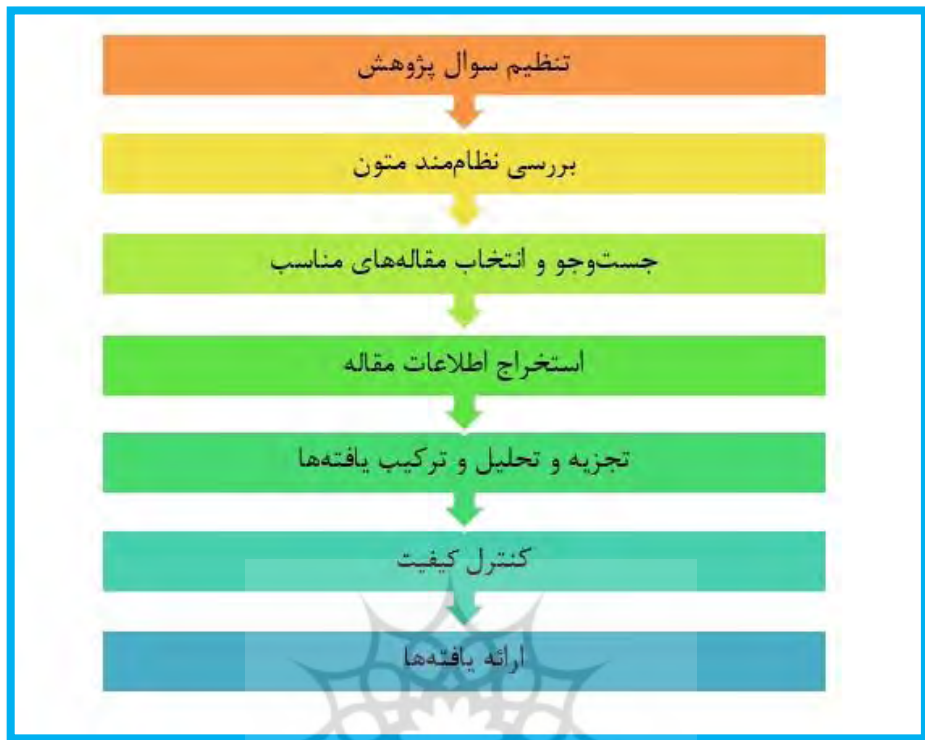 تنظیم سوال پژوهش
بررسی نظام‌مند متون
جست‌وجو و انتخاب مقاله‌های مناسب
استخراج اطلاعات مقاله
تجزیه و تحلیل و ترکیب یافته‌ها
کنترل کیفیت
ارائه یافته‌ها